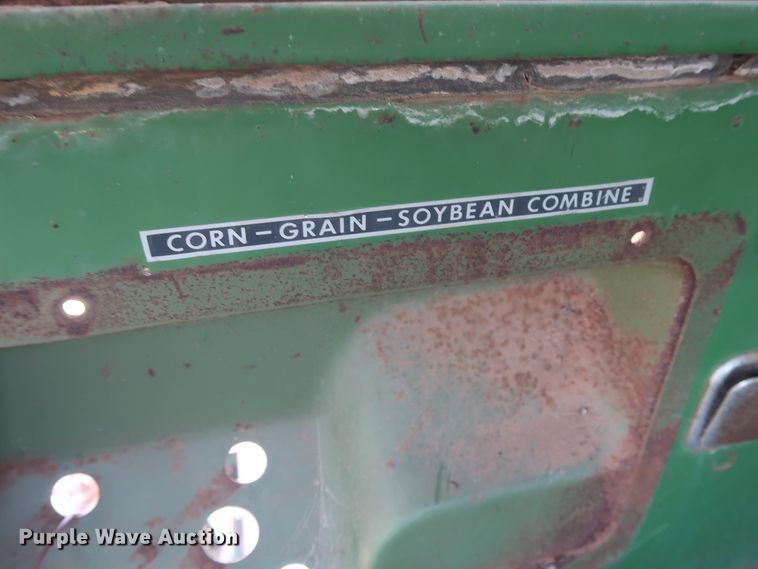 CORN-GRAIN-SOYBEAN COMBINE
Purple Wave Auction